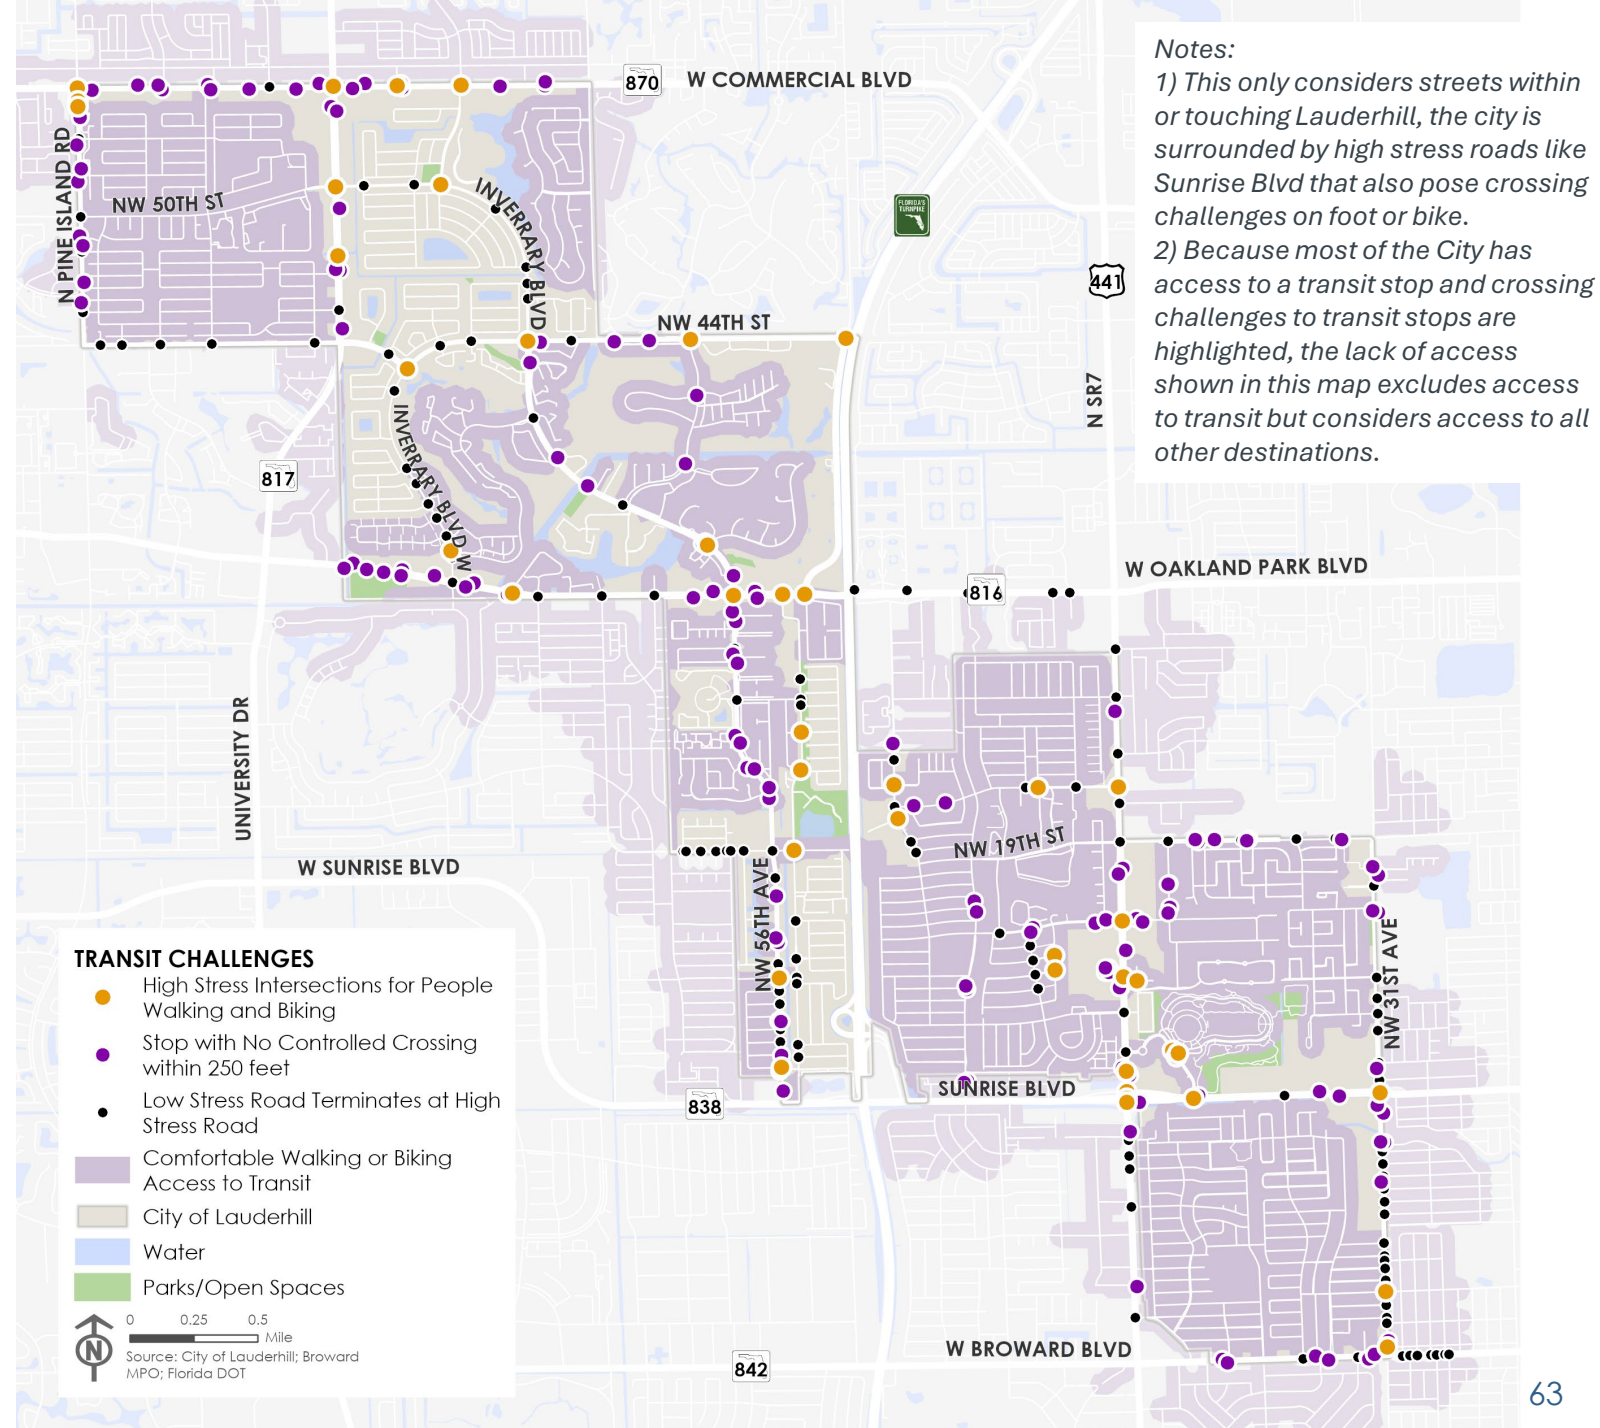 Notes:
1) This only considers streets within
or touching Lauderhill, the city is
surrounded by high stress roads like
Sunrise Blvd that also pose crossing
challenges on foot or bike.
2) Because most of the City has
access to a transit stop and crossing
challenges to transit stops are
highlighted, the lack of access
shown in this map excludes access
to transit but considers access to all
other destinations.
870
W COMMERCIAL BLVD
N PINE ISLAND RD
NW 50TH ST
INVERRARY BLVD
FLORIDA'S
TURNPIKE
441
NW 44TH ST
N SR7
INVERRARY BLVD W
817
W OAKLAND PARK BLVD
816
UNIVERSITY DR
NW 19TH ST
W SUNRISE BLVD
NW 56TH AVE
NW 31ST AVE
SUNRISE BLVD
838
W BROWARD BLVD
842
TRANSIT CHALLENGES
High Stress Intersections for People
Walking and Biking
Stop with No Controlled Crossing
within 250 feet
Low Stress Road Terminates at High
Stress Road
Comfortable Walking or Biking
Access to Transit
City of Lauderhill
Water
Parks/Open Spaces
N
0 0.25 0.5
Mile
Source: City of Lauderhill; Broward
MPO; Florida DOT
63